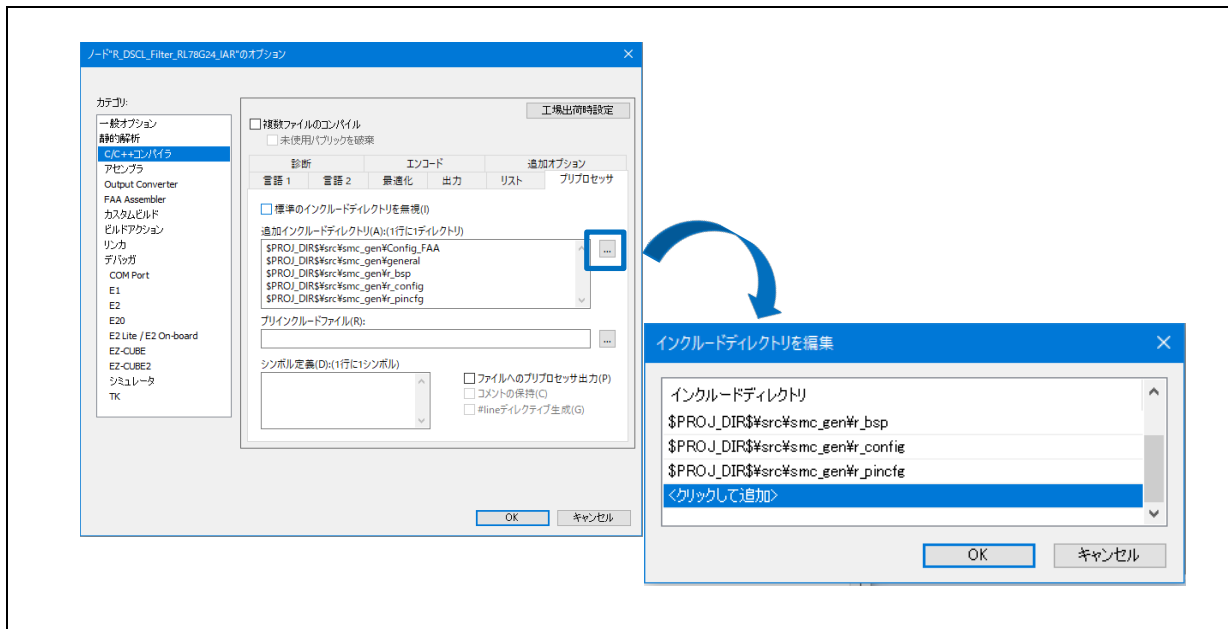 ノード"R_DSCL_Filter_RL78G24_IAR"のオプション
カテゴリ:
一般オプション
静的解析
C/C++コンパイラ
アセンブラ
Output Converter
FAA Assembler
カスタムビルド
ビルドアクション
リンカ
デバッガ
COM Port
E1
E2
E20
E2 Lite / E2 On-board
EZ-CUBE
EZ-CUBE2
シミュレータ
TK
工場出荷時設定
複数ファイルのコンパイル
未使用パブリックを破棄
診断 エンコード 追加オプション
言語 1 言語 2 最適化 出力 リスト プリプロセッサ
標準のインクルードディレクトリを無視(I)
追加インクルードディレクトリ(A):(1行に1ディレクトリ)
$PROJ_DIR$¥src¥smc_gen¥Config_FAA
$PROJ_DIR$¥src¥smc_gen¥general
$PROJ_DIR$¥src¥smc_gen¥r_bsp
$PROJ_DIR$¥src¥smc_gen¥r_config
$PROJ_DIR$¥src¥smc_gen¥r_pincfg
...
プリインクルードファイル(R):
...
シンボル定義(D):(1行に1シンボル)
ファイルへのプリプロセッサ出力(P)
コメントの保持(C)
#lineディレクティブ生成(G)
OK キャンセル
インクルードディレクトリを編集
インクルードディレクトリ
$PROJ_DIR$¥src¥smc_gen¥r_bsp
$PROJ_DIR$¥src¥smc_gen¥r_config
$PROJ_DIR$¥src¥smc_gen¥r_pincfg
<クリックして追加>
OK キャンセル